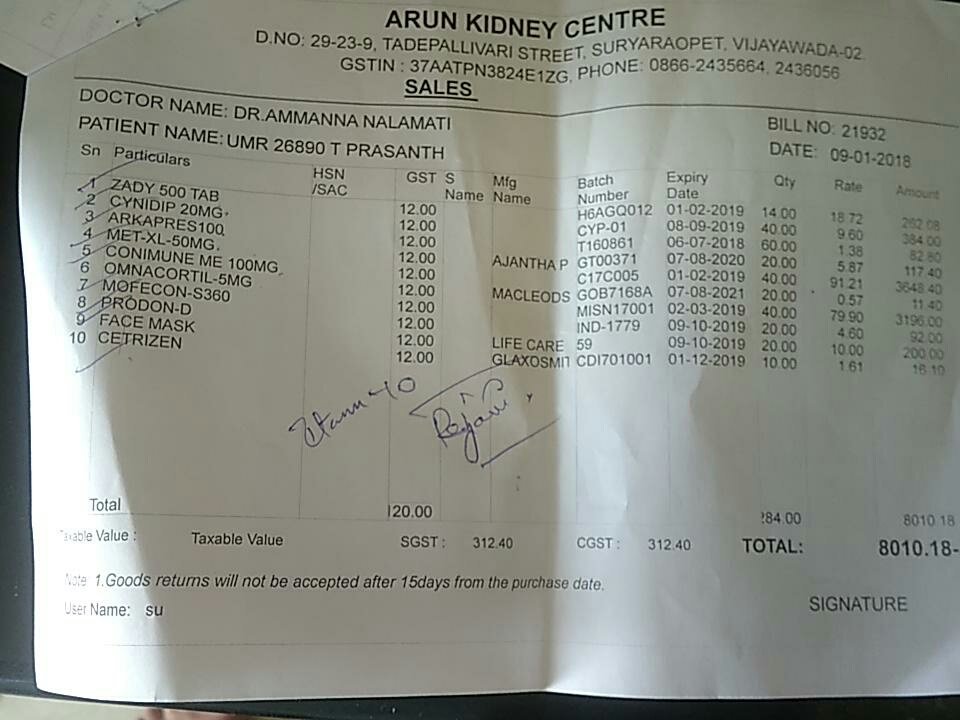 ARUN KIDNEY CENTRE
D.NO: 29-23-9, TADEPALLIVARI STREET, SURYARAOPET, VIJAYAWADA-02
GSTIN : 37AATPN3824E1ZG, PHONE: 0866-2435664, 2436056
SALES
DOCTOR NAME: DR.AMMANNA NALAMATI
BILL NO: 21932
PATIENT NAME: UMR 26890 T PRASANTH
DATE: 09-01-2018
Sn Particulars HSN /SAC GST S Name Mfg Name Batch Number Expiry Date Qty Rate Amount
1 ZADY 500 TAB 12.00 H6AGQ012 01-02-2019 14.00 18.72 262.08
2 CYNIDIP 20MG, 12.00 CYP-01 08-09-2019 40.00 9.60 384.00
3 ARKAPRES100 12.00 T160861 06-07-2018 60.00 1.38 82.80
4 MET-XL-50MG, 12.00 AJANTHA P GT00371 07-08-2020 20.00 5.87 117.40
5 CONIMUNE ME 100MG 12.00 C17C005 01-02-2019 40.00 91.21 3648.40
6 OMNACORTIL-5MG 12.00 MACLEODS GOB7168A 07-08-2021 20.00 0.57 11.40
7 MOFECON-S360 12.00 MISN17001 02-03-2019 40.00 79.90 3196.00
8 PRODON-D 12.00 IND-1779 09-10-2019 20.00 4.60 92.00
9 FACE MASK 12.00 LIFE CARE 59 09-10-2019 20.00 10.00 200.00
10 CETRIZEN 12.00 GLAXOSMIT CDI701001 01-12-2019 10.00 1.61 16.10
Total 120.00 284.00 8010.18
Taxable Value : Taxable Value SGST : 312.40 CGST : 312.40 TOTAL: 8010.18-
Note: 1.Goods returns will not be accepted after 15days from the purchase date.
User Name: su
SIGNATURE